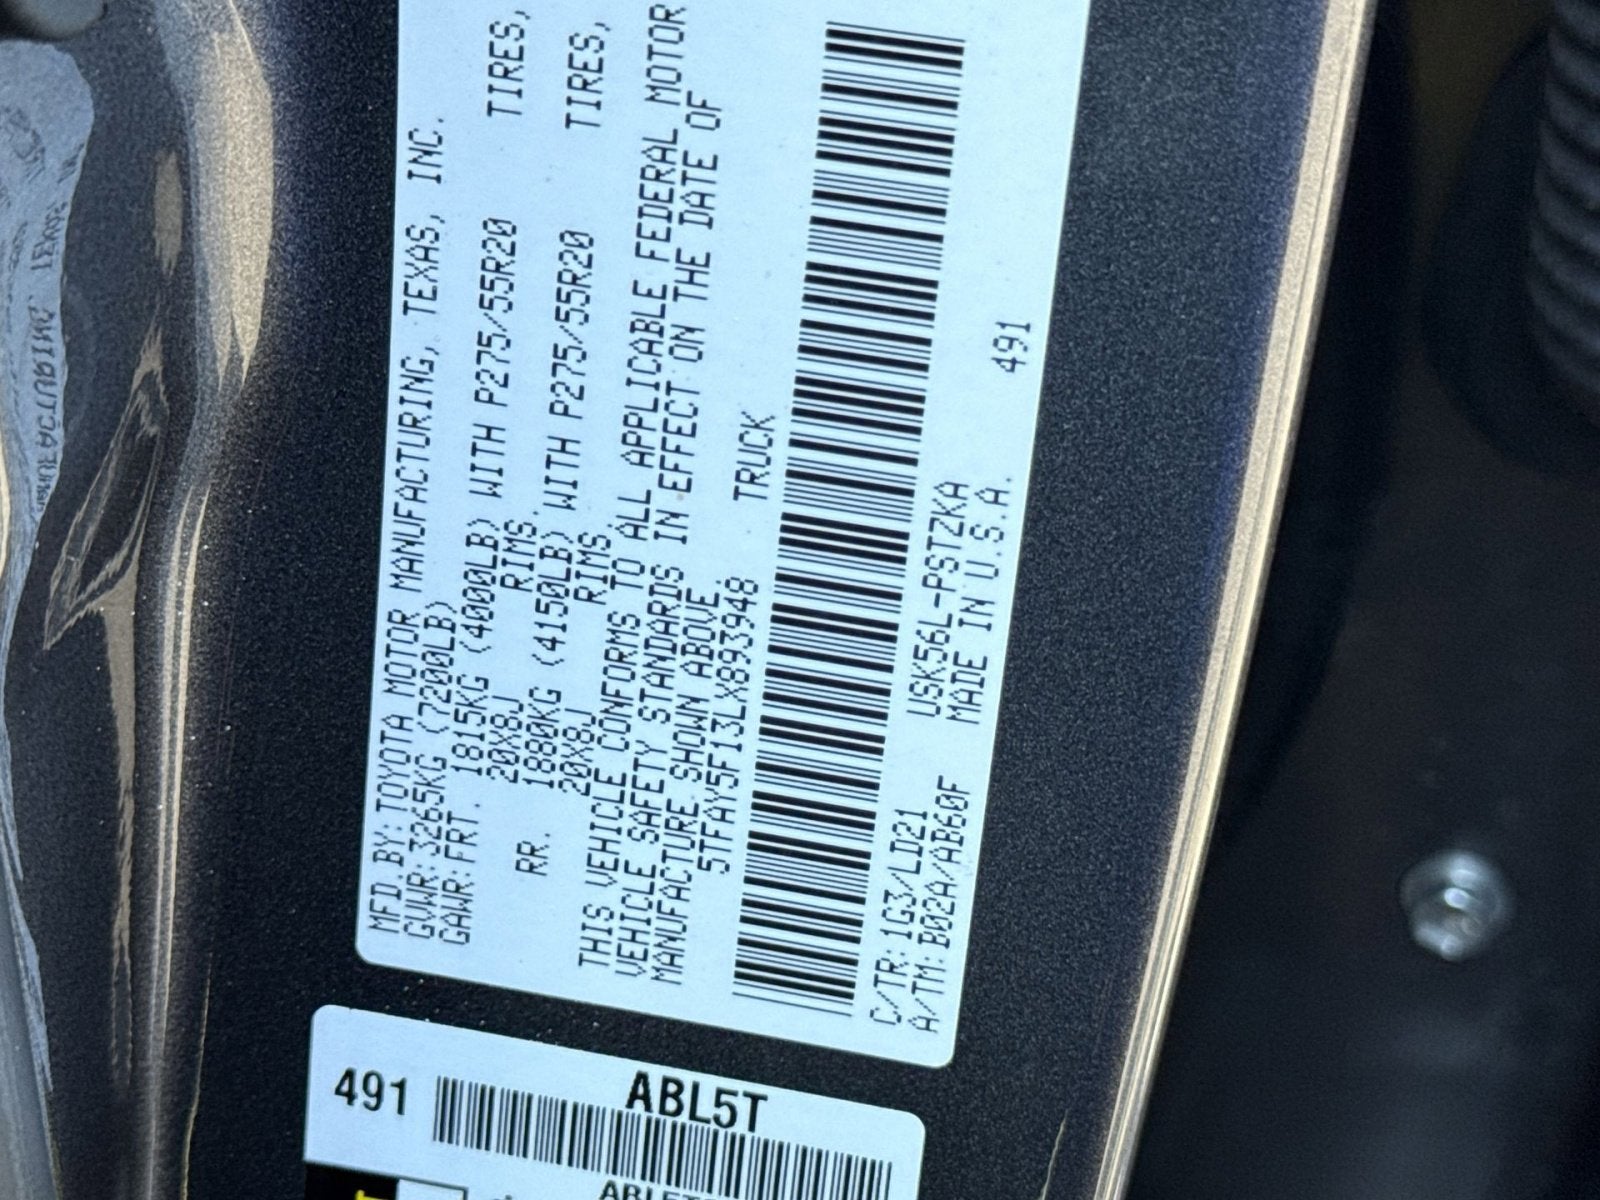 MFD.BY:TOYOTA MOTOR MANUFACTURING, TEXAS, INC.
GVWR:3265KG (7200LB)
GAWR:FRT. 1815KG (4000LB) WITH P275/55R20 TIRES,
20X8J RIMS.
RR. 1880KG (4150LB) WITH P275/55R20 TIRES,
20X8J RIMS.
THIS VEHICLE CONFORMS TO ALL APPLICABLE FEDERAL MOTOR
VEHICLE SAFETY STANDARDS IN EFFECT ON THE DATE OF
MANUFACTURE SHOWN ABOVE.
5TFAY5F13LX893948 TRUCK
C/TR:1G3/LD21 USK56L-PSTZKA 491
A/TM:B02A/AB60F MADE IN U.S.A.
491 ABL5T